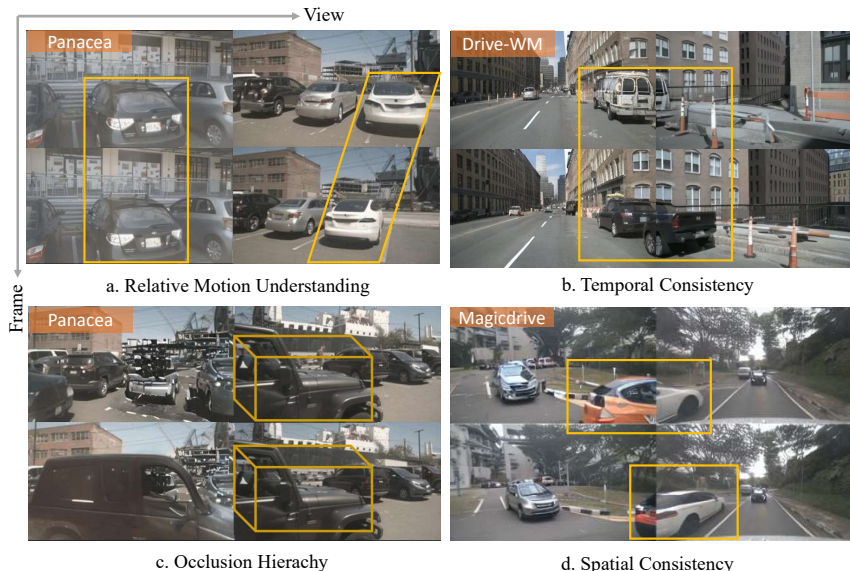 View
Frame
Panacea
Drive-WM
a. Relative Motion Understanding
b. Temporal Consistency
Panacea
Magicdrive
c. Occlusion Hierachy
d. Spatial Consistency